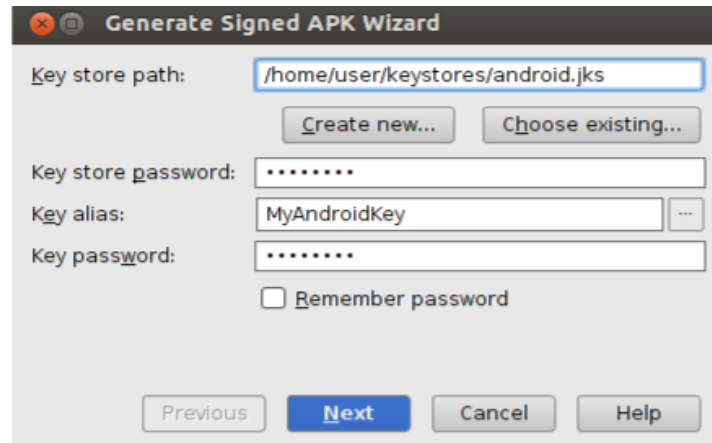 Generate Signed APK Wizard
Key store path: /home/user/keystores/android.jks
Create new... Choose existing...
Key store password: ••••••••
Key alias: MyAndroidKey ...
Key password: ••••••••
Remember password
Previous Next Cancel Help